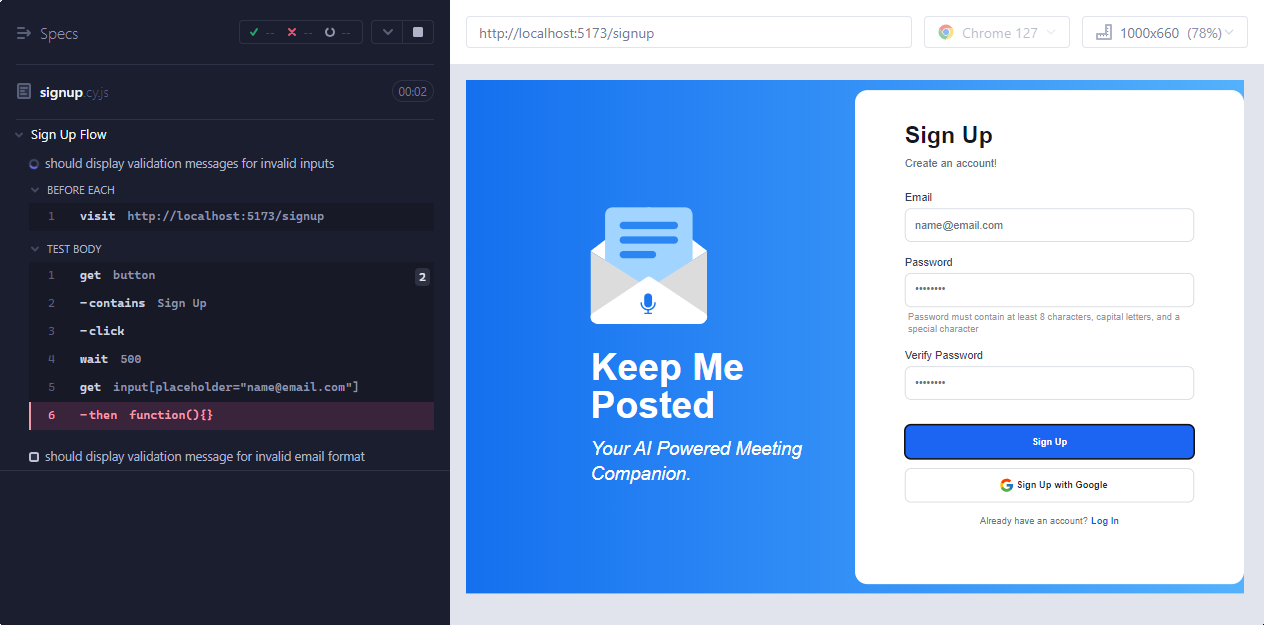 Specs
-- -- --
signup.cy.js 00:02
Sign Up Flow
should display validation messages for invalid inputs
BEFORE EACH
1 visit http://localhost:5173/signup
TEST BODY
1 get button 2
2 -contains Sign Up
3 -click
4 wait 500
5 get input[placeholder="name@email.com"]
6 -then function(){}
should display validation message for invalid email format
http://localhost:5173/signup
Chrome 127
1000x660 (78%)
Keep Me
Posted
Your AI Powered Meeting
Companion.
Sign Up
Create an account!
Email
name@email.com
Password
••••••••
Password must contain at least 8 characters, capital letters, and a
special character
Verify Password
••••••••
Sign Up
Sign Up with Google
Already have an account? Log In